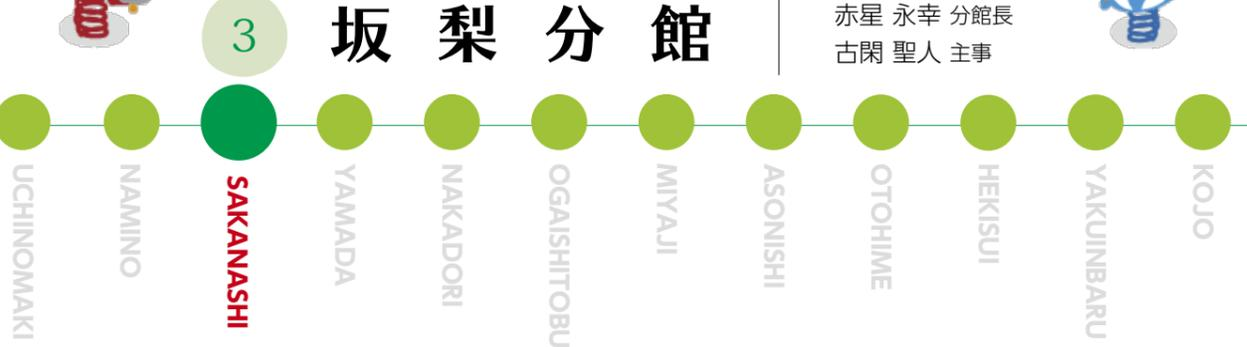 3
坂梨分館
赤星 永幸 分館長
古閑 聖人 主事
UCHINOMAKI
NAMINO
SAKANASHI
YAMADA
NAKADORI
OGAISHITOBU
MIYAJI
ASONISHI
OTOHIME
HEKISUI
YAKUINBARU
KOJO